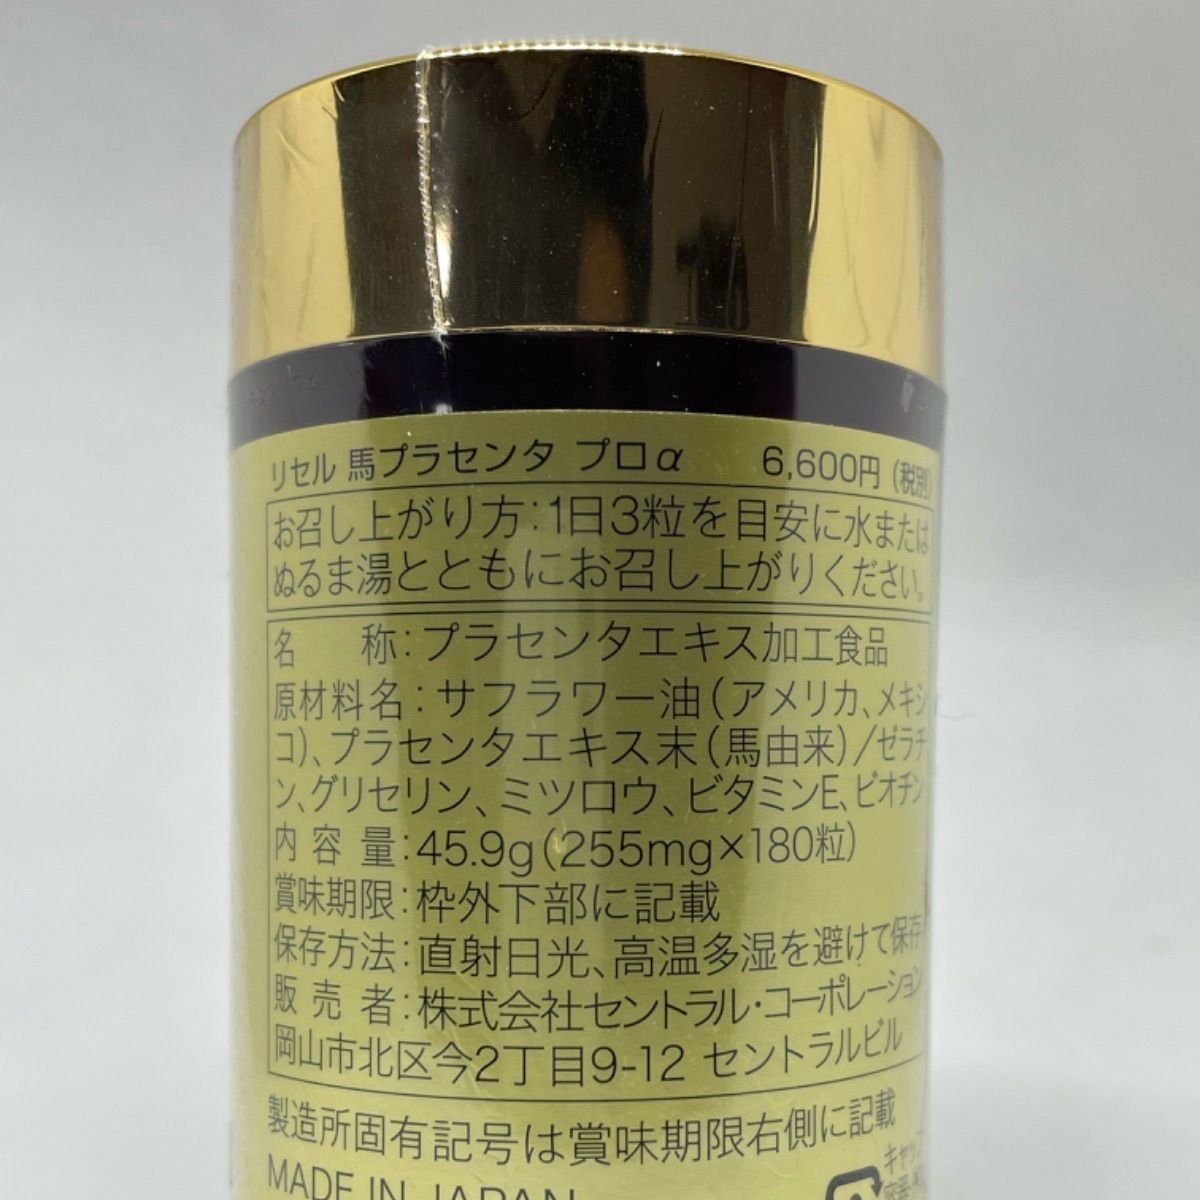 リセル 馬プラセンタ プロα 6,600円(税別)
お召し上がり方:1日3粒を目安に水または
ぬるま湯とともにお召し上がりください。
名 称:プラセンタエキス加工食品
原材料名:サフラワー油(アメリカ、メキシ
コ)、プラセンタエキス末(馬由来)/ゼラチ
ン、グリセリン、ミツロウ、ビタミンE、ビオチン
内容量:45.9g(255mg×180粒)
賞味期限:枠外下部に記載
保存方法:直射日光、高温多湿を避けて保存
販売者:株式会社セントラル・コーポレーション
岡山市北区今2丁目9-12 セントラルビル
製造所固有記号は賞味期限右側に記載
MADE IN JAPAN
キャップ